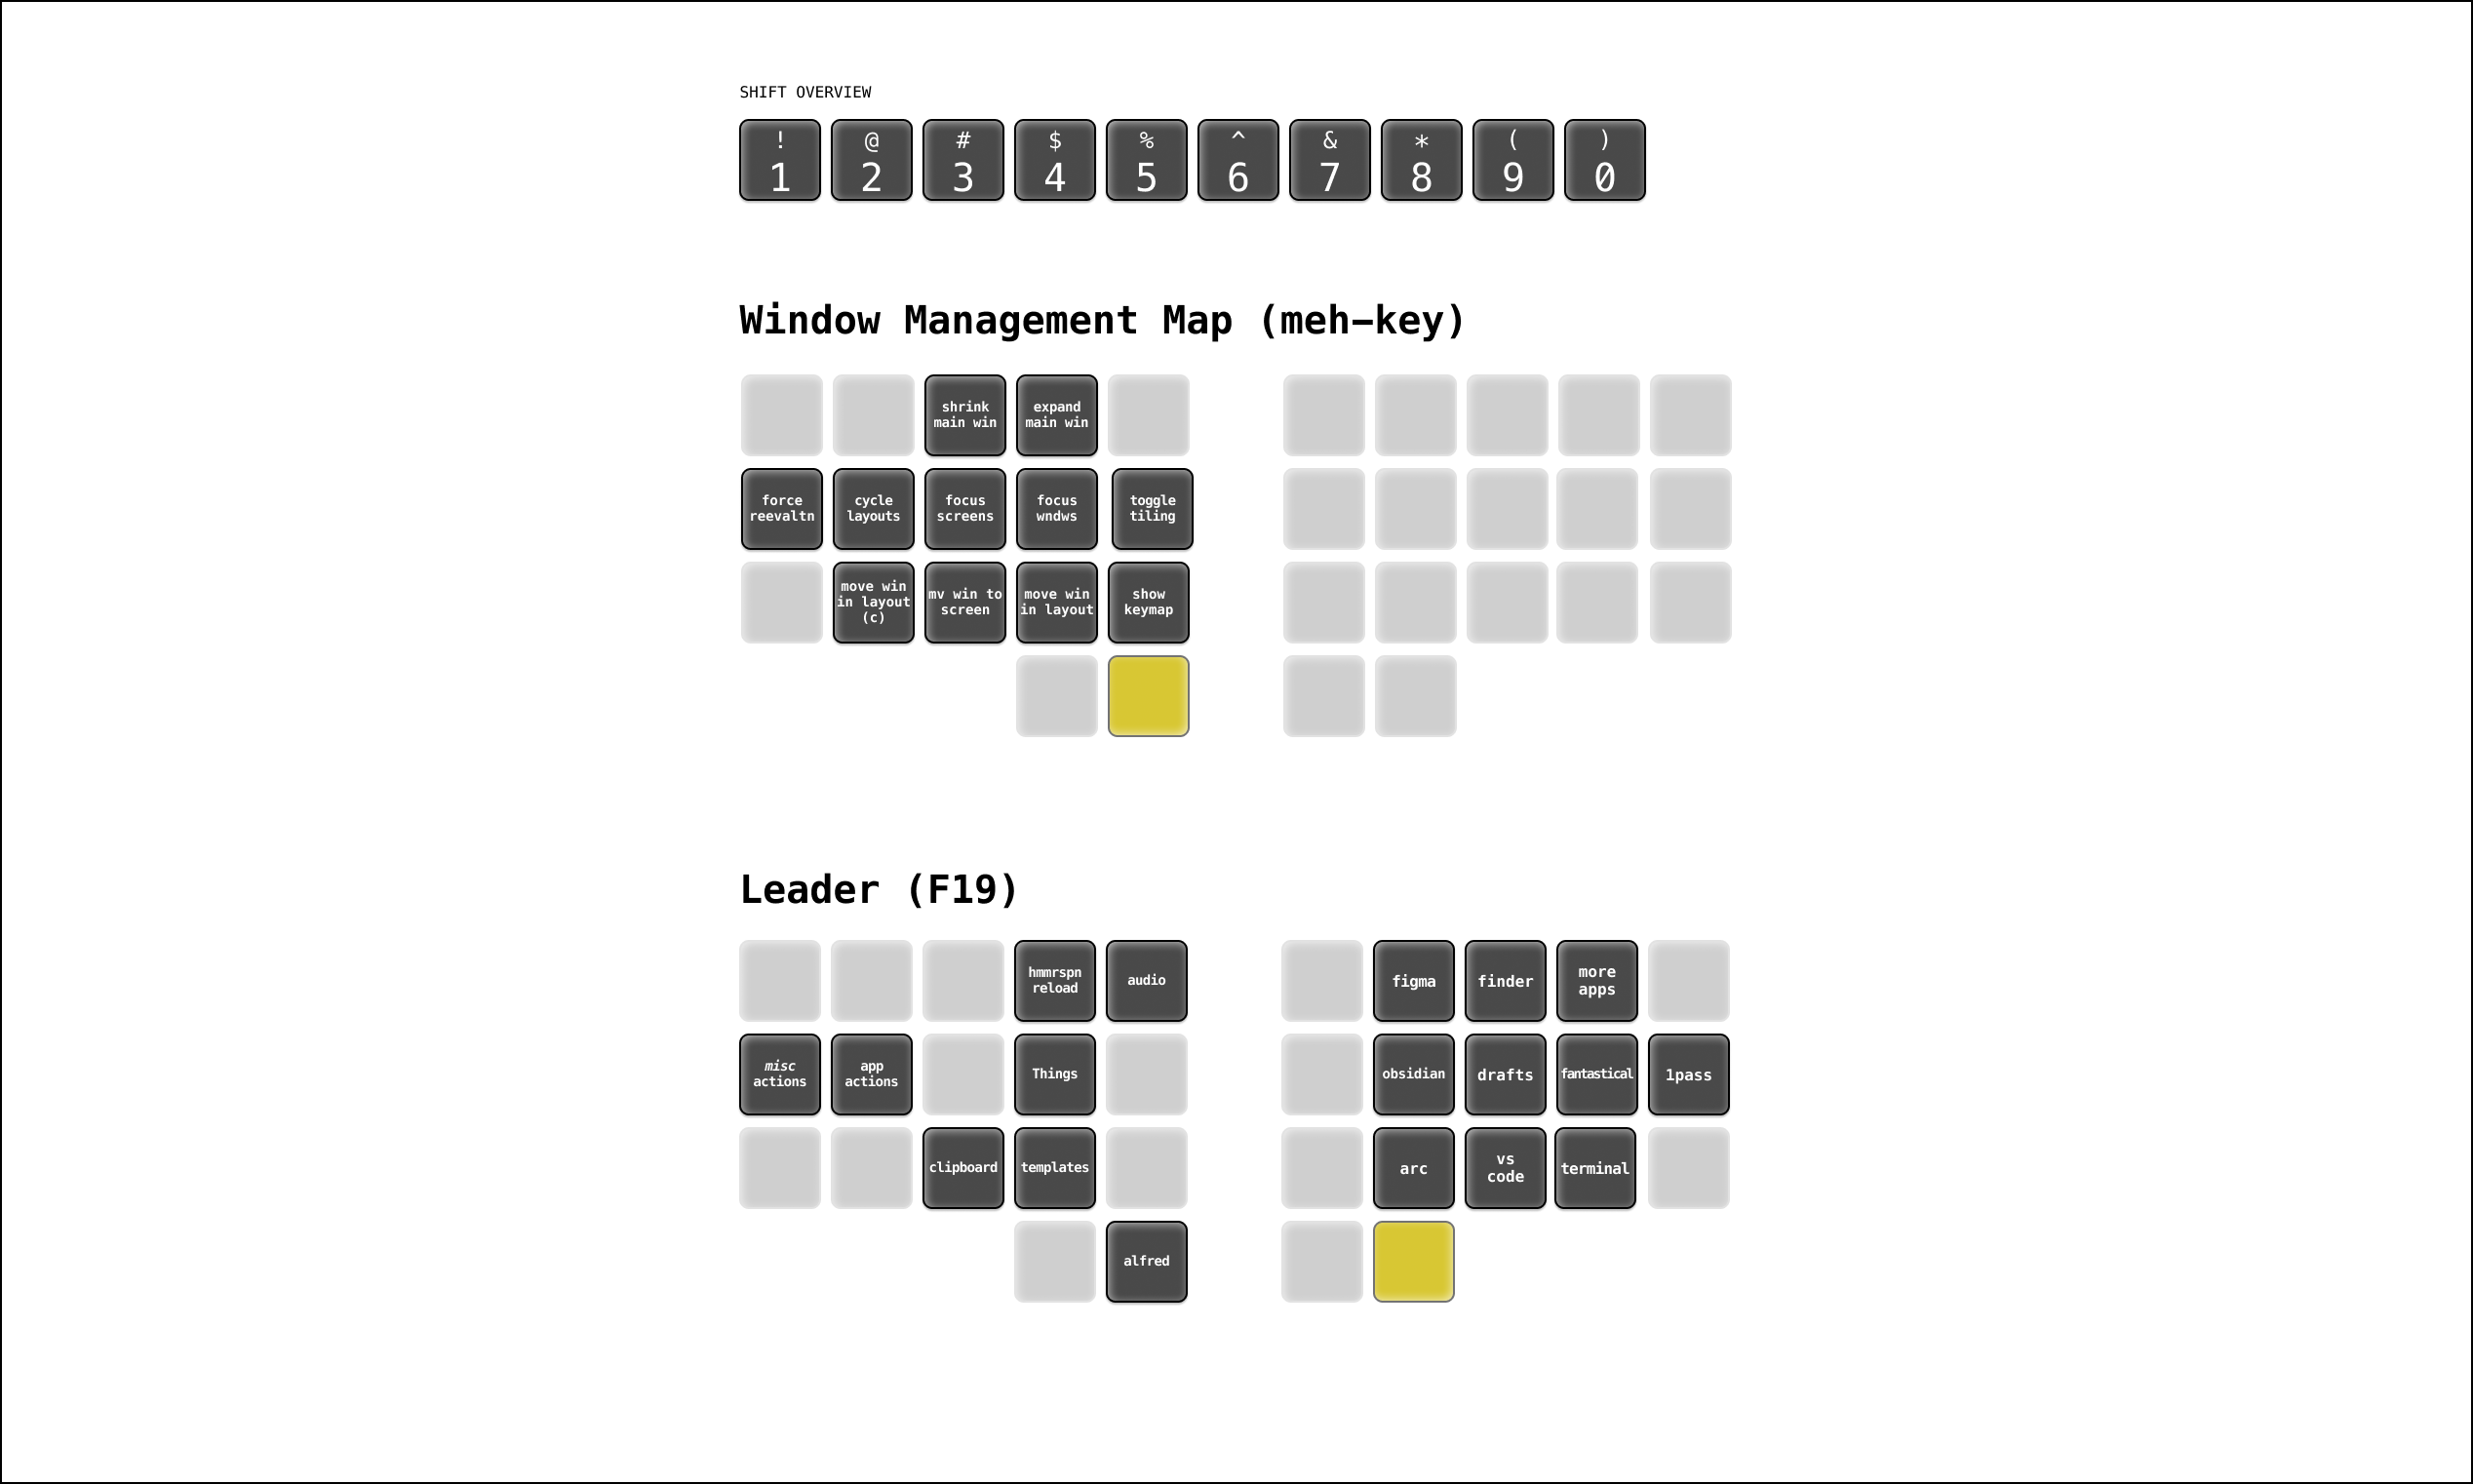 SHIFT OVERVIEW
! @ # $ % ^ & * ( )
1 2 3 4 5 6 7 8 9 0
Window Management Map (meh-key)
shrink
main win
expand
main win
force
reevaltn
cycle
layouts
focus
screens
focus
wndws
toggle
tiling
move win
in layout
(c)
mv win to
screen
move win
in layout
show
keymap
Leader (F19)
hmmrspn
reload
audio
figma
finder
more
apps
misc
actions
app
actions
Things
obsidian
drafts
fantastical
1pass
clipboard
templates
arc
vs
code
terminal
alfred